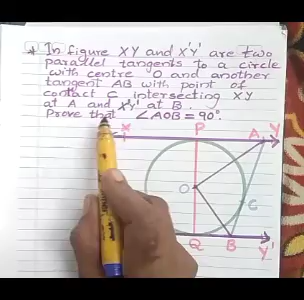 * In figure XY and X'Y' are two
parallel tangents to a circle
with centre O and another
tangent AB with point of
contact C intersecting XY
at A and X'Y' at B.
Prove that ∠AOB = 90°.
X P A Y
O
C
Q B Y'